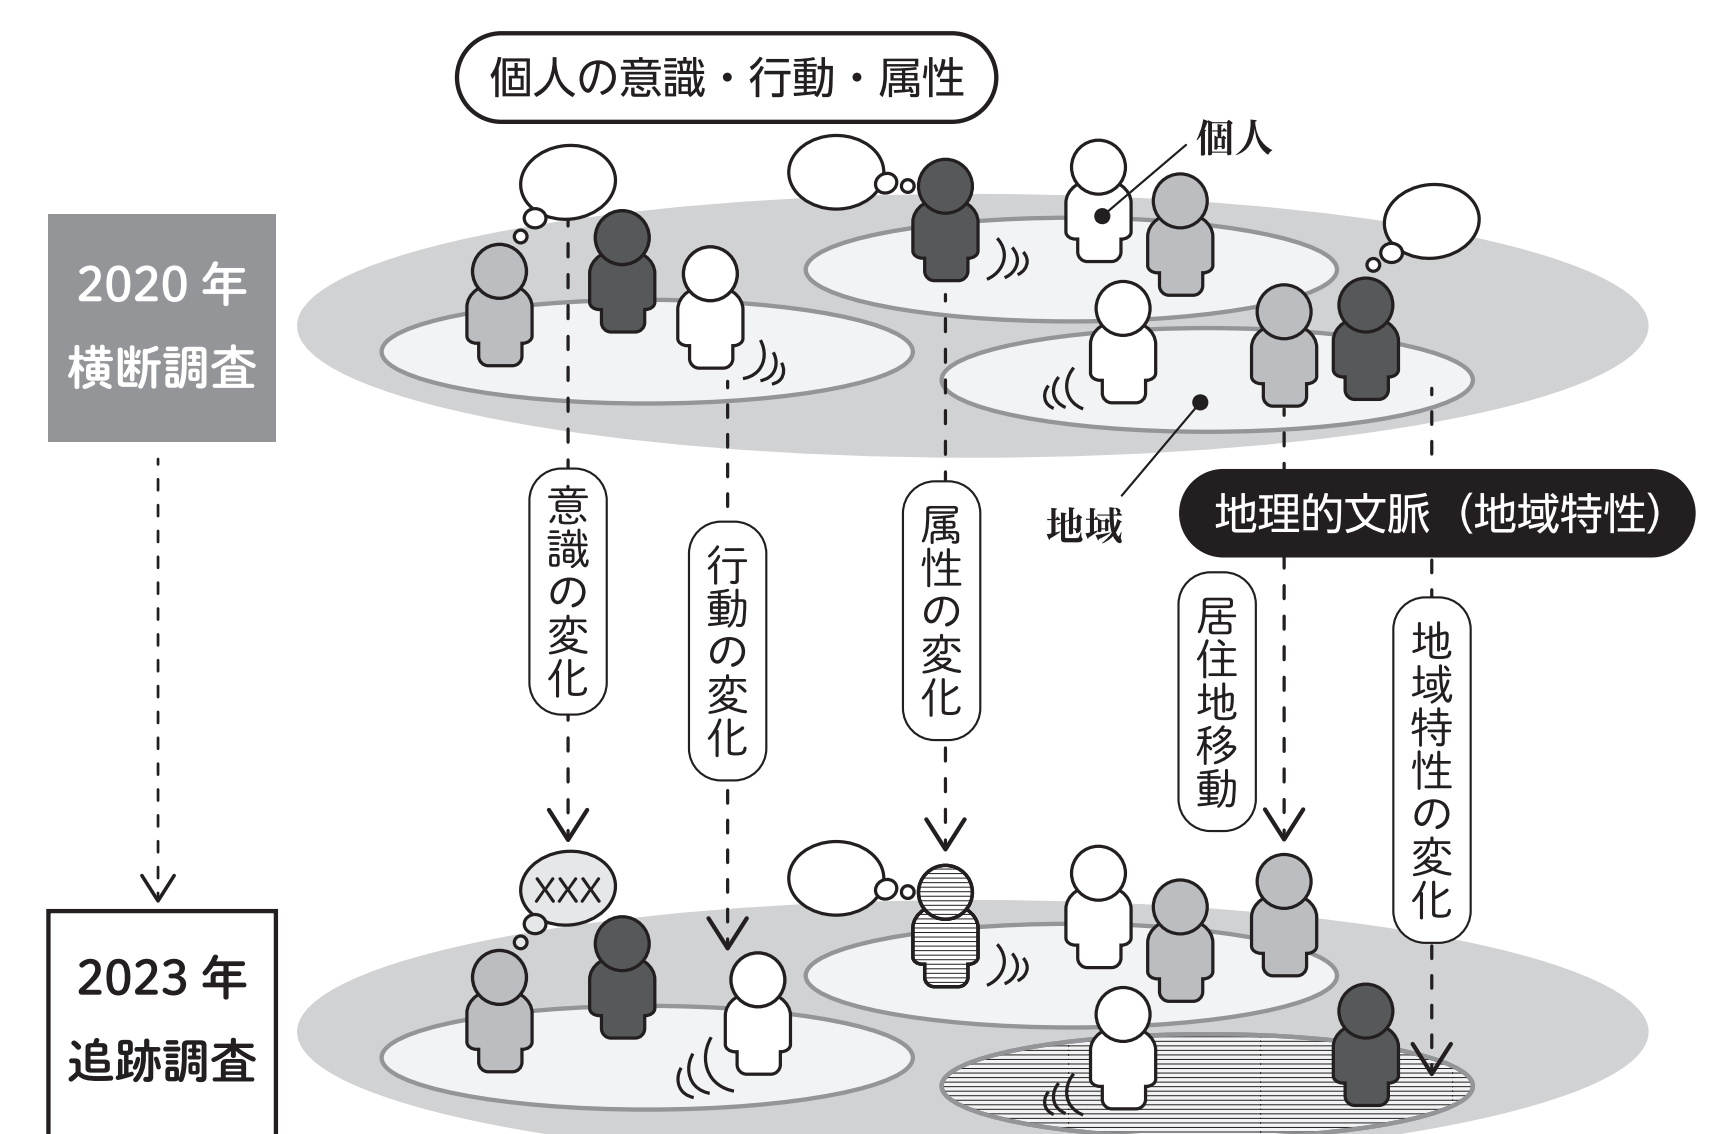 個人の意識・行動・属性
個人
2020 年
横断調査
地域
地理的文脈（地域特性）
意識の変化
行動の変化
属性の変化
居住地移動
地域特性の変化
XXX
2023 年
追跡調査